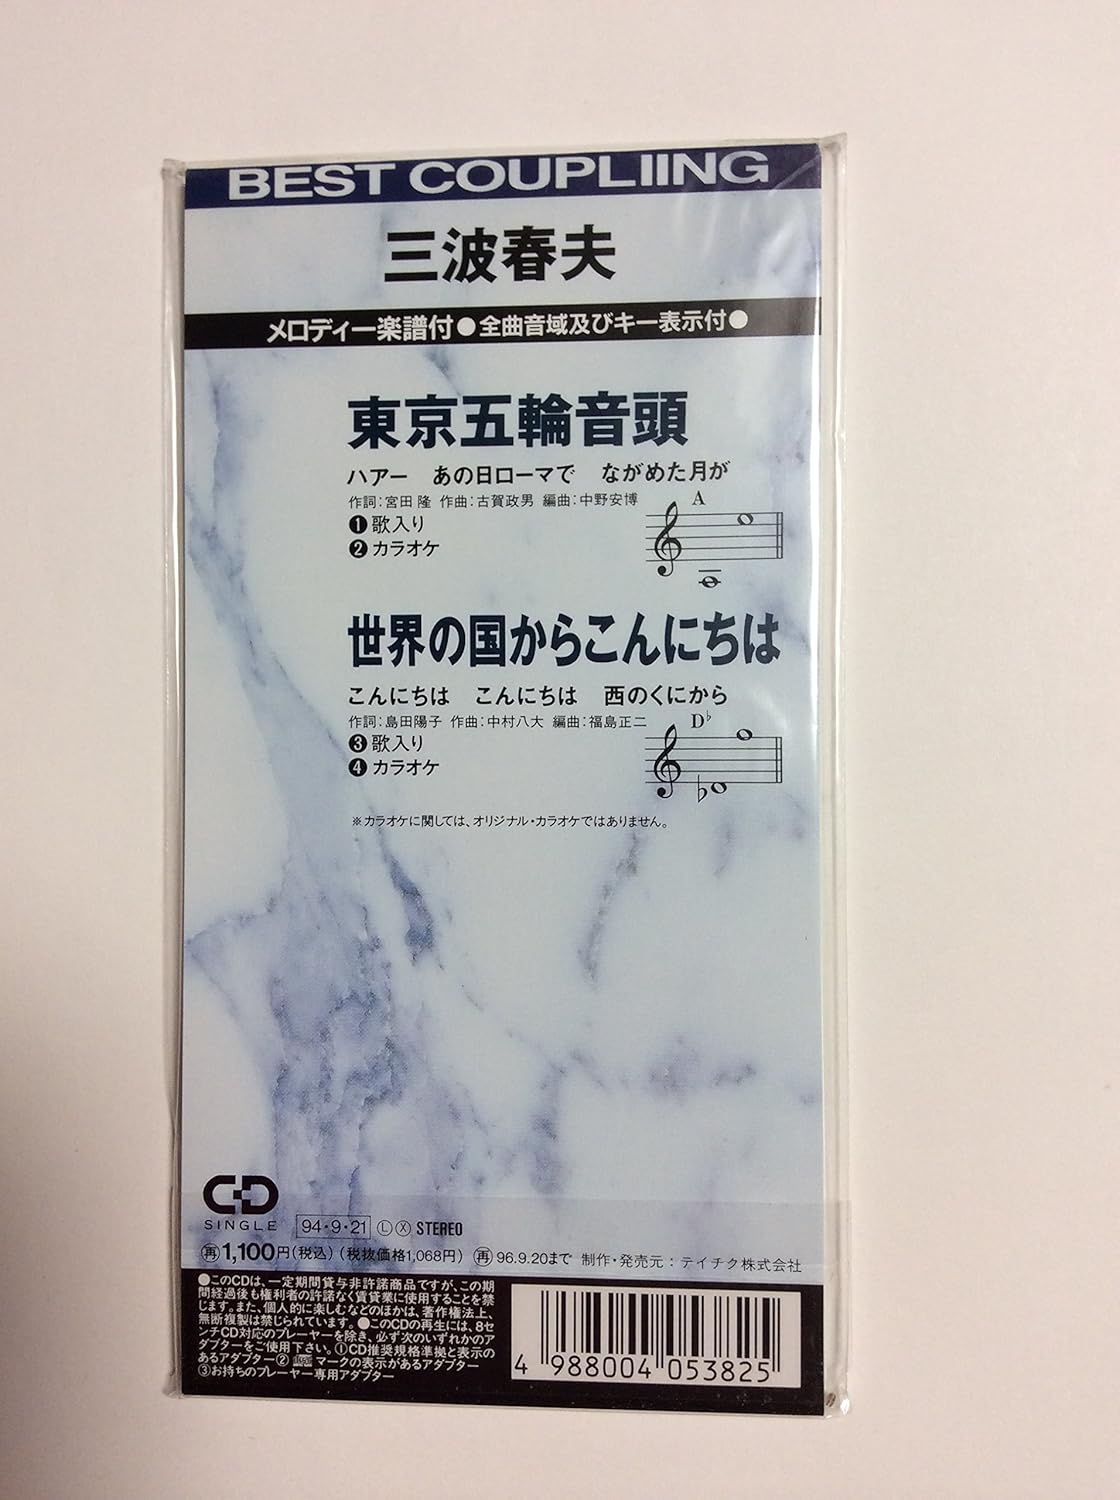 BEST COUPLIING
三波春夫
メロディー楽譜付●全曲音域及びキー表示付●
東京五輪音頭
ハアー あの日ローマで ながめた月が
作詞:宮田 隆 作曲:古賀政男 編曲:中野安博
❶歌入り
❷カラオケ
A
世界の国からこんにちは
こんにちは こんにちは 西のくにから
作詞:島田陽子 作曲:中村八大 編曲:福島正二
❸歌入り
❹カラオケ
D♭
※カラオケに関しては、オリジナル・カラオケではありません。
CD
SINGLE
94・9・21 Ⓛ Ⓧ STEREO
㊢1,100円(税込) (税抜価格1,068円) 96.9.20まで 制作・発売元:テイチク株式会社
●このCDは、一定期間貸与非許諾商品ですが、この期
間経過後も権利者の許諾なく賃貸業に使用することを禁
じます。また、個人的に楽しむなどのほかは、著作権法上、
無断複製は禁じられています。●このCDの再生には、8セ
ンチCD対応のプレーヤーを除き、必ず次のいずれかのア
ダプターをご使用下さい。①CD推奨規格準拠と表示の
あるアダプター② マークの表示があるアダプター
③お持ちのプレーヤー専用アダプター
4 988004 053825